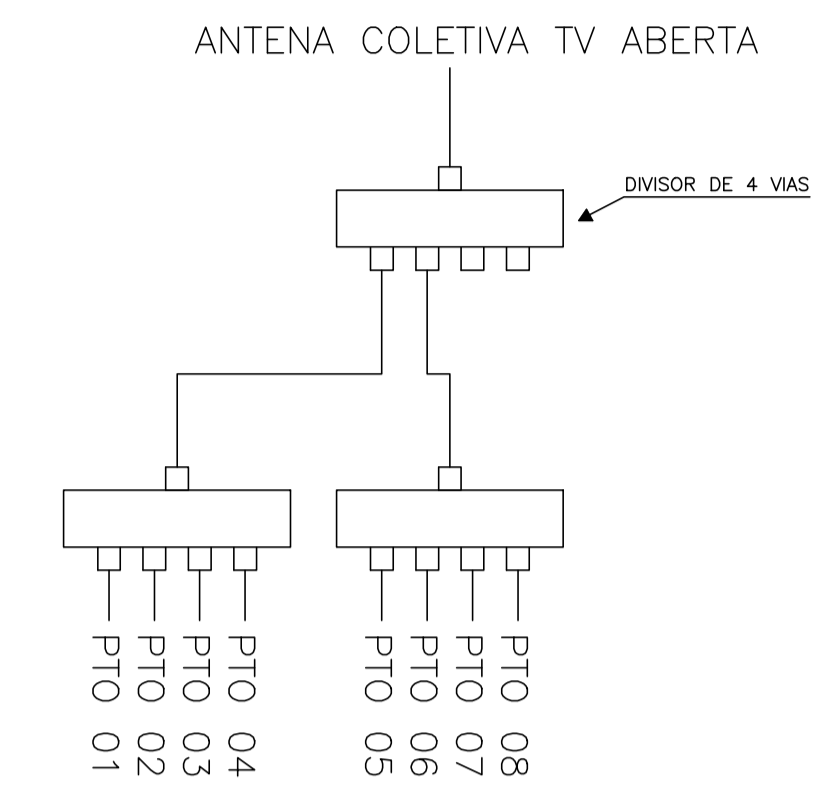 ANTENA COLETIVA TV ABERTA
DIVISOR DE 4 VIAS
PTO 01
PTO 02
PTO 03
PTO 04
PTO 05
PTO 06
PTO 07
PTO 08